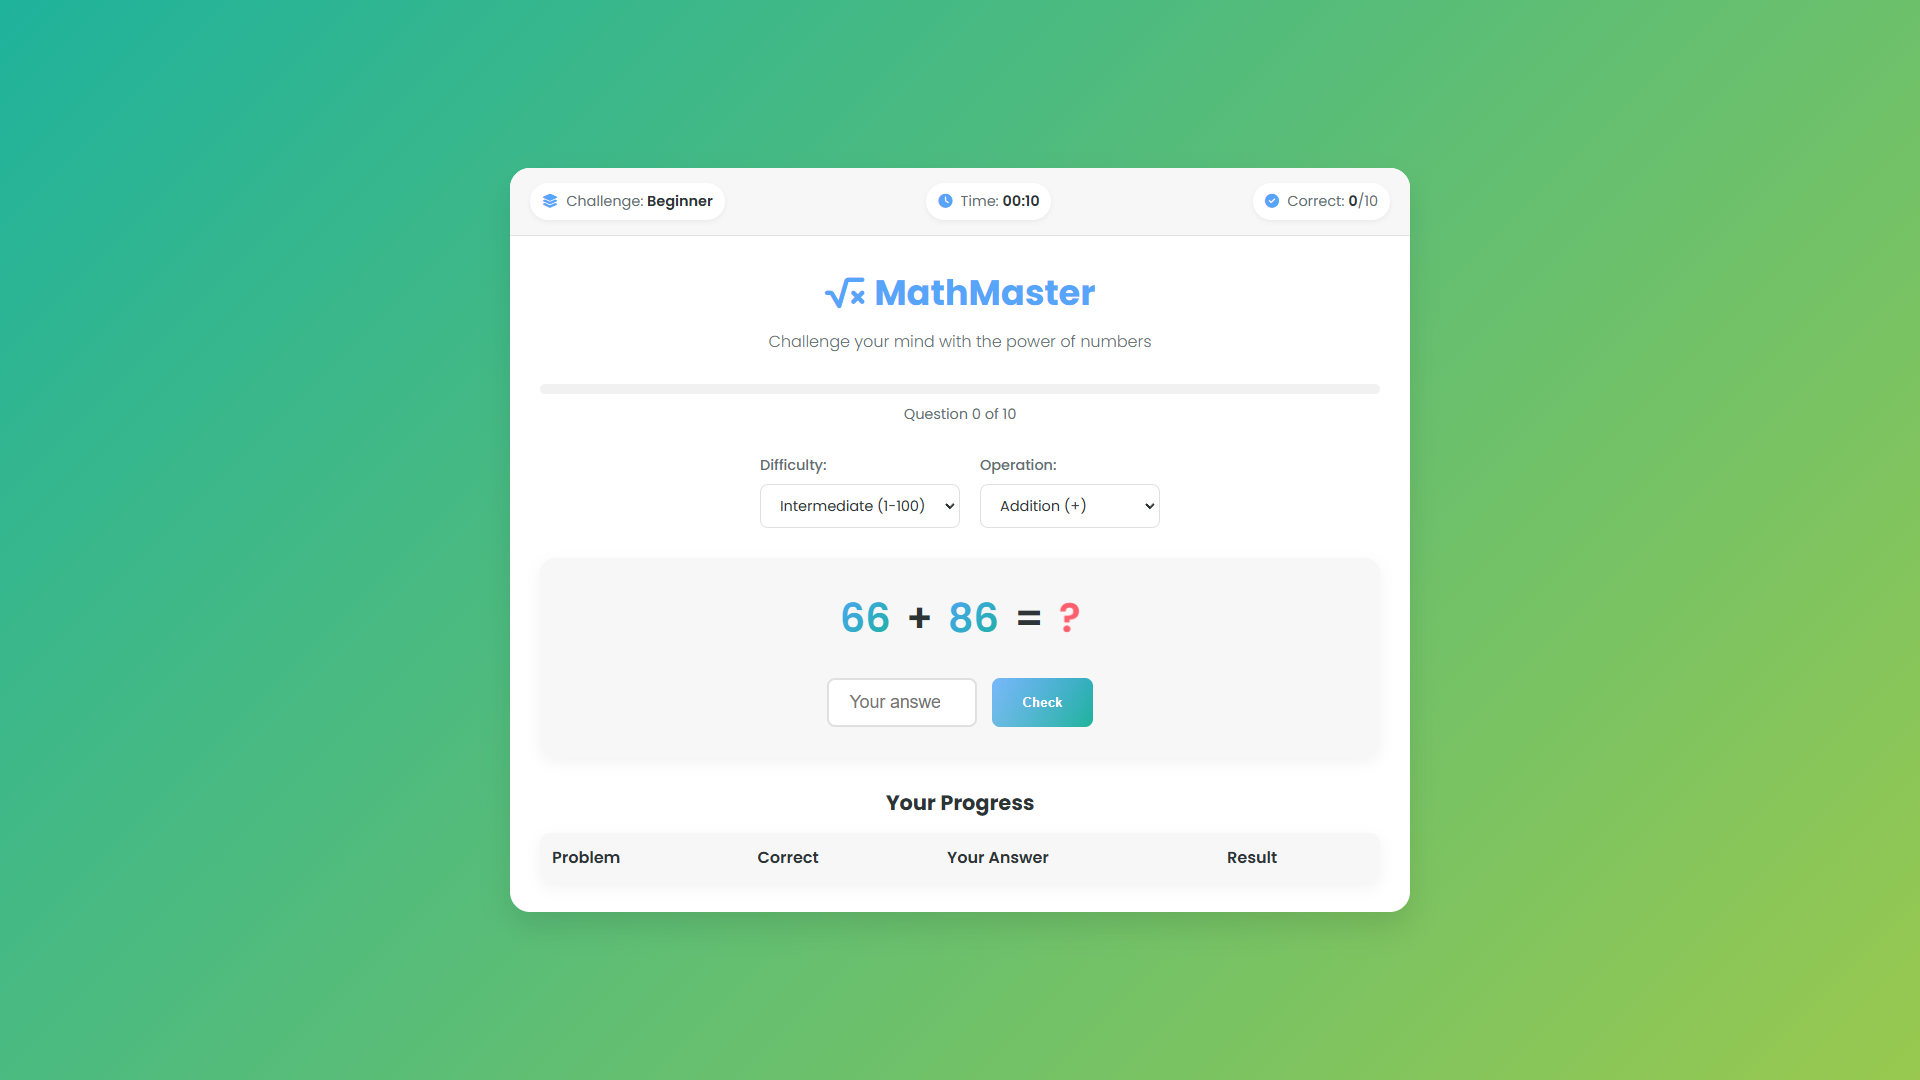 Challenge: Beginner
Time: 00:10
Correct: 0/10
MathMaster
Challenge your mind with the power of numbers
Question 0 of 10
Difficulty:
Operation:
Intermediate (1-100)
Addition (+)
66 + 86 = ?
Your answe
Check
Your Progress
Problem Correct Your Answer Result